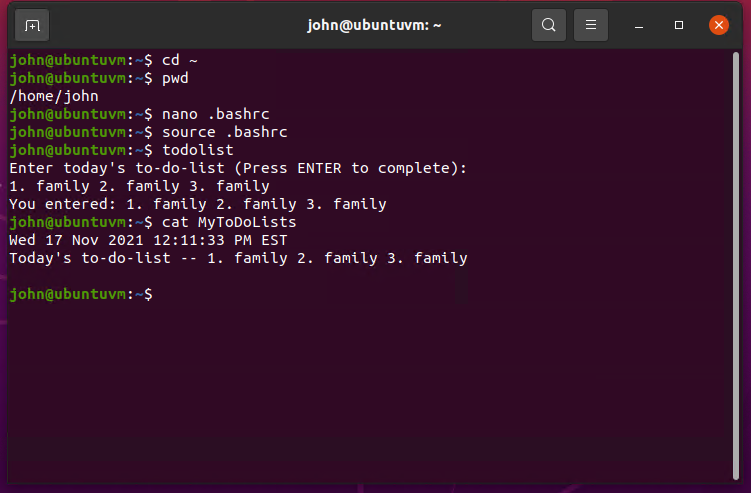 john@ubuntuvm: ~
john@ubuntuvm:~$ cd ~
john@ubuntuvm:~$ pwd
/home/john
john@ubuntuvm:~$ nano .bashrc
john@ubuntuvm:~$ source .bashrc
john@ubuntuvm:~$ todolist
Enter today's to-do-list (Press ENTER to complete):
1. family 2. family 3. family
You entered: 1. family 2. family 3. family
john@ubuntuvm:~$ cat MyToDoLists
Wed 17 Nov 2021 12:11:33 PM EST
Today's to-do-list -- 1. family 2. family 3. family
john@ubuntuvm:~$